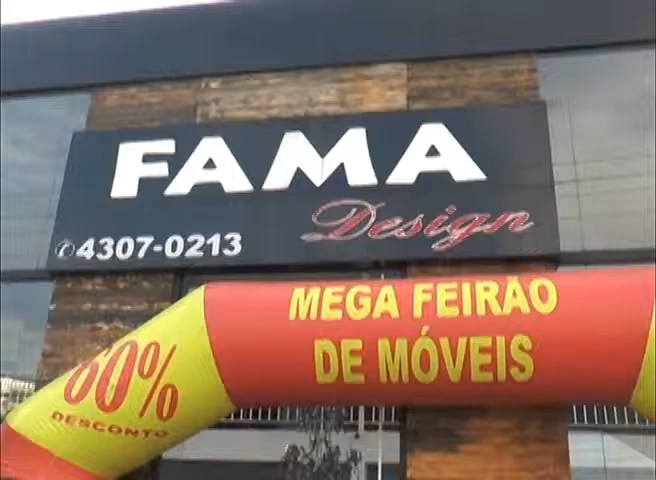 FAMA
Design
4307-0213
MEGA FEIRÃO
DE MÓVEIS
60%
DESCONTO